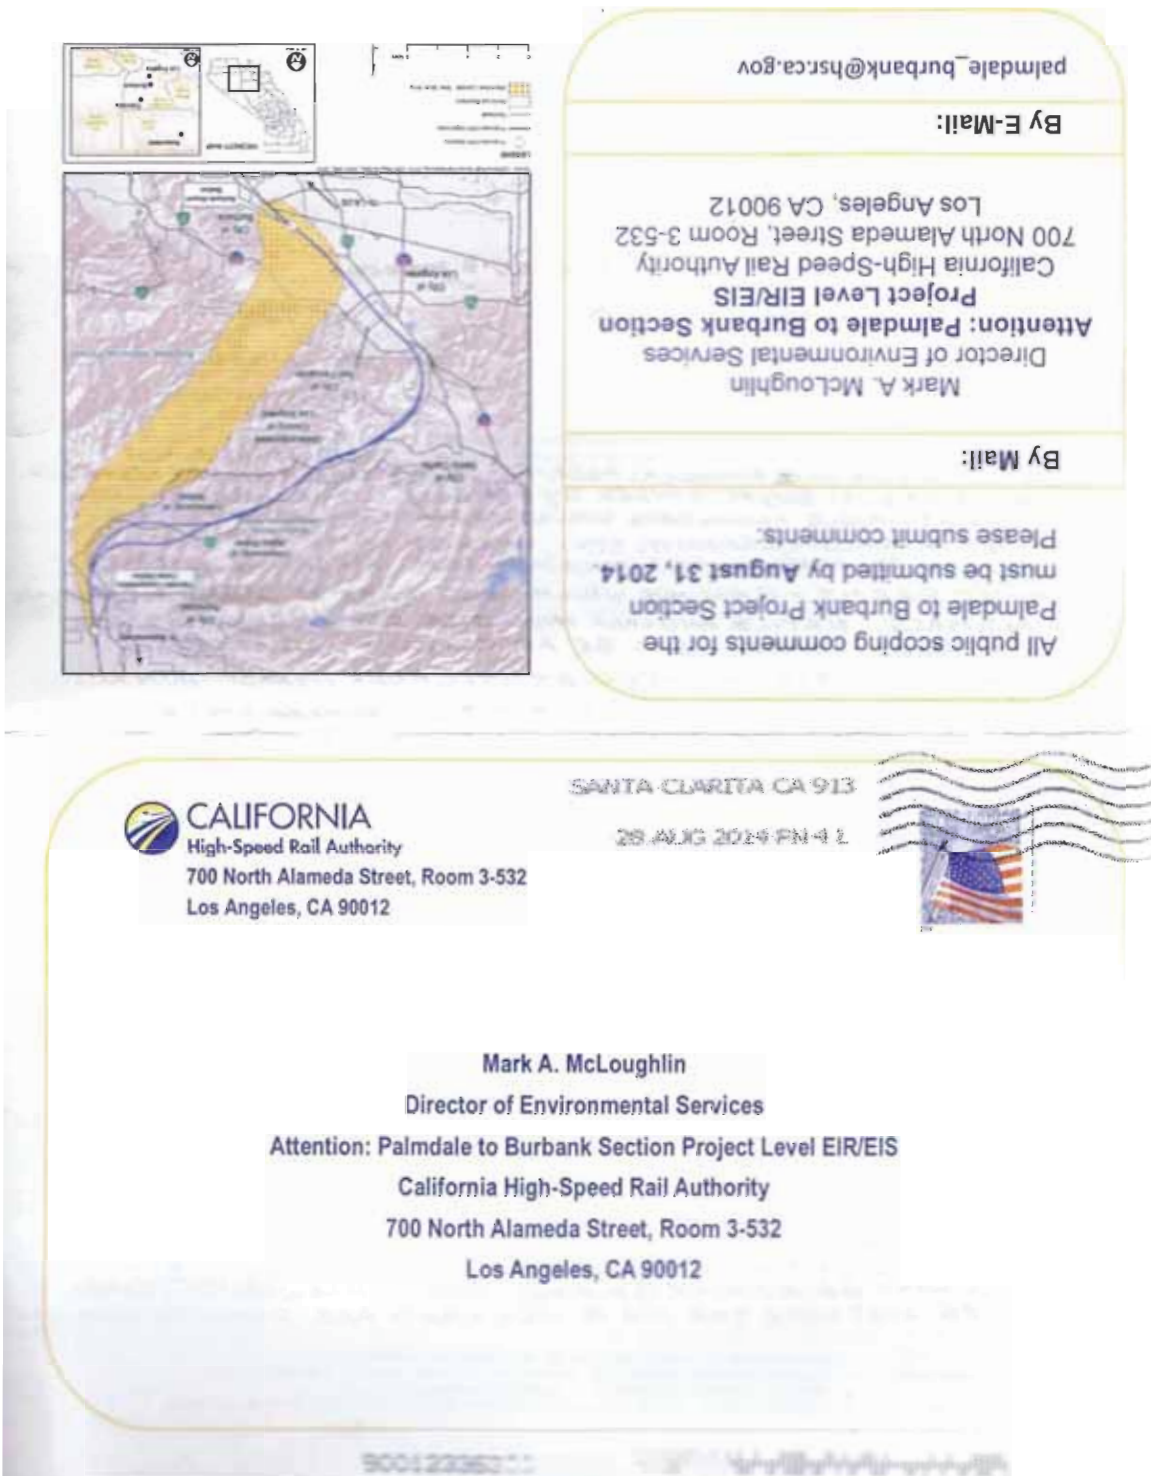 All public scoping comments for the
Palmdale to Burbank Project Section
must be submitted by August 31, 2014
Please submit comments:
By Mail:
Mark A. McLoughlin
Director of Environmental Services
Attention: Palmdale to Burbank Section
Project Level EIR/EIS
California High-Speed Rail Authority
700 North Alameda Street, Room 3-532
Los Angeles, CA 90012
By E-Mail:
palmdale_burbank@hsr.ca.gov
LEGEND
CALIFORNIA
High-Speed Rail Authority
700 North Alameda Street, Room 3-532
Los Angeles, CA 90012
SANTA CLARITA CA 913
28 AUG 2014 PM 4 L
Mark A. McLoughlin
Director of Environmental Services
Attention: Palmdale to Burbank Section Project Level EIR/EIS
California High-Speed Rail Authority
700 North Alameda Street, Room 3-532
Los Angeles, CA 90012